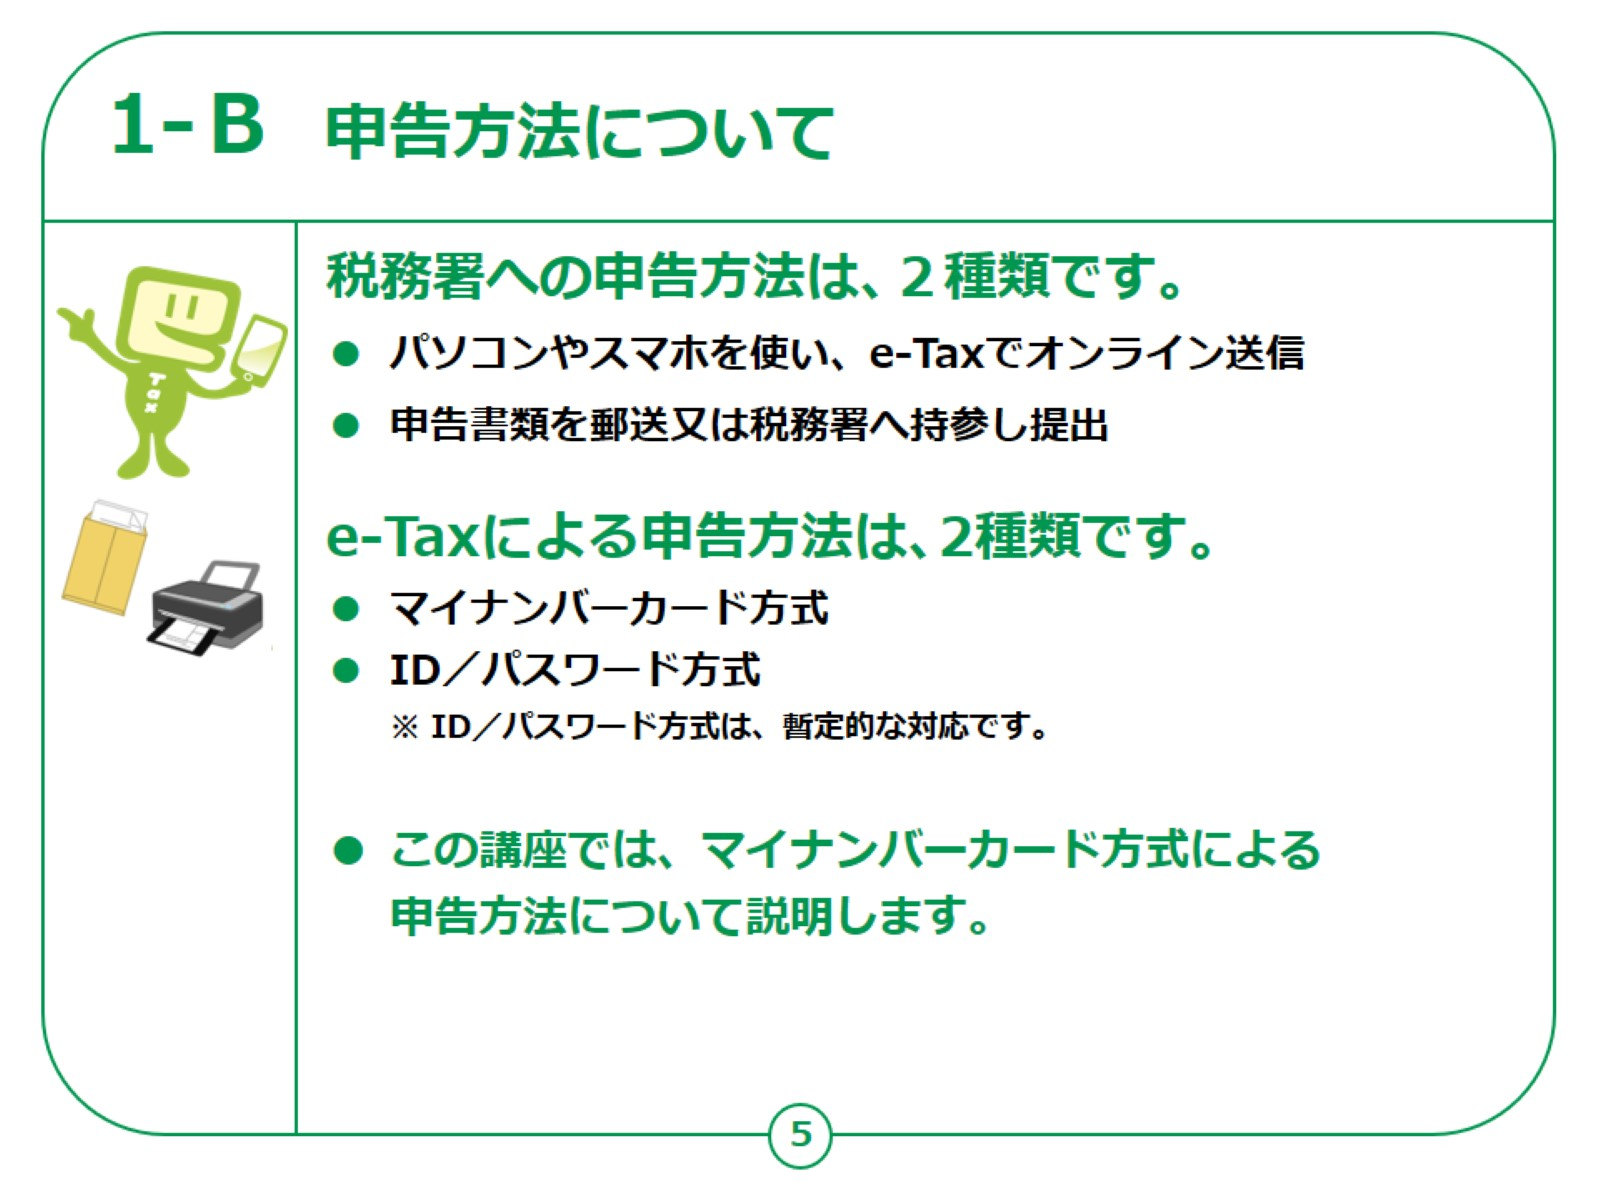 1-B 申告方法について
税務署への申告方法は、２種類です。
● パソコンやスマホを使い、e-Taxでオンライン送信
● 申告書類を郵送又は税務署へ持参し提出
Tax
e-Taxによる申告方法は、2種類です。
● マイナンバーカード方式
● ID／パスワード方式
※ ID／パスワード方式は、暫定的な対応です。
● この講座では、マイナンバーカード方式による
申告方法について説明します。
5